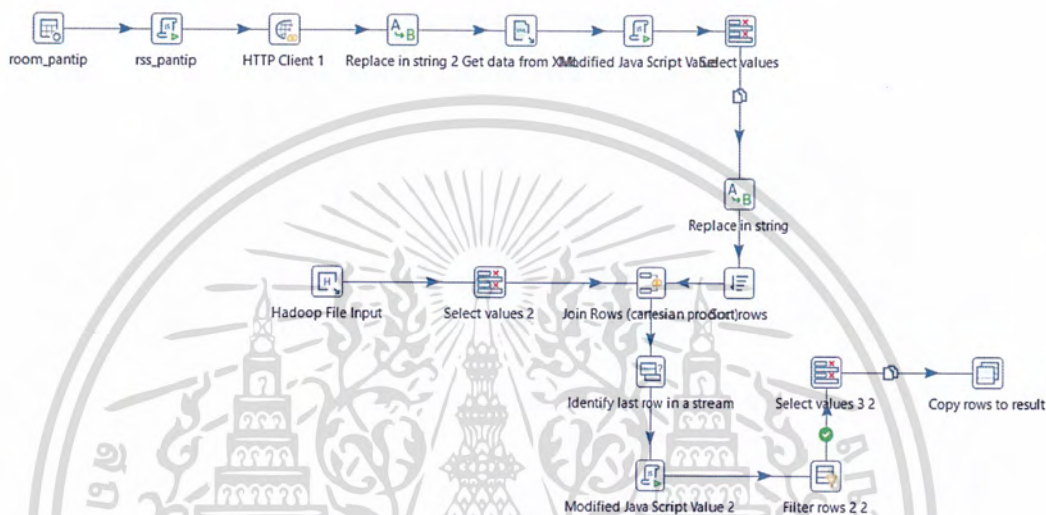 room_pantip
rss_pantip
HTTP Client 1
Replace in string 2
Get data from XML
Modified Java Script Value
Select values
Replace in string
Hadoop File Input
Select values 2
Join Rows (cartesian product)
Sort rows
Identify last row in a stream
Select values 3 2
Copy rows to result
Modified Java Script Value 2
Filter rows 2 2